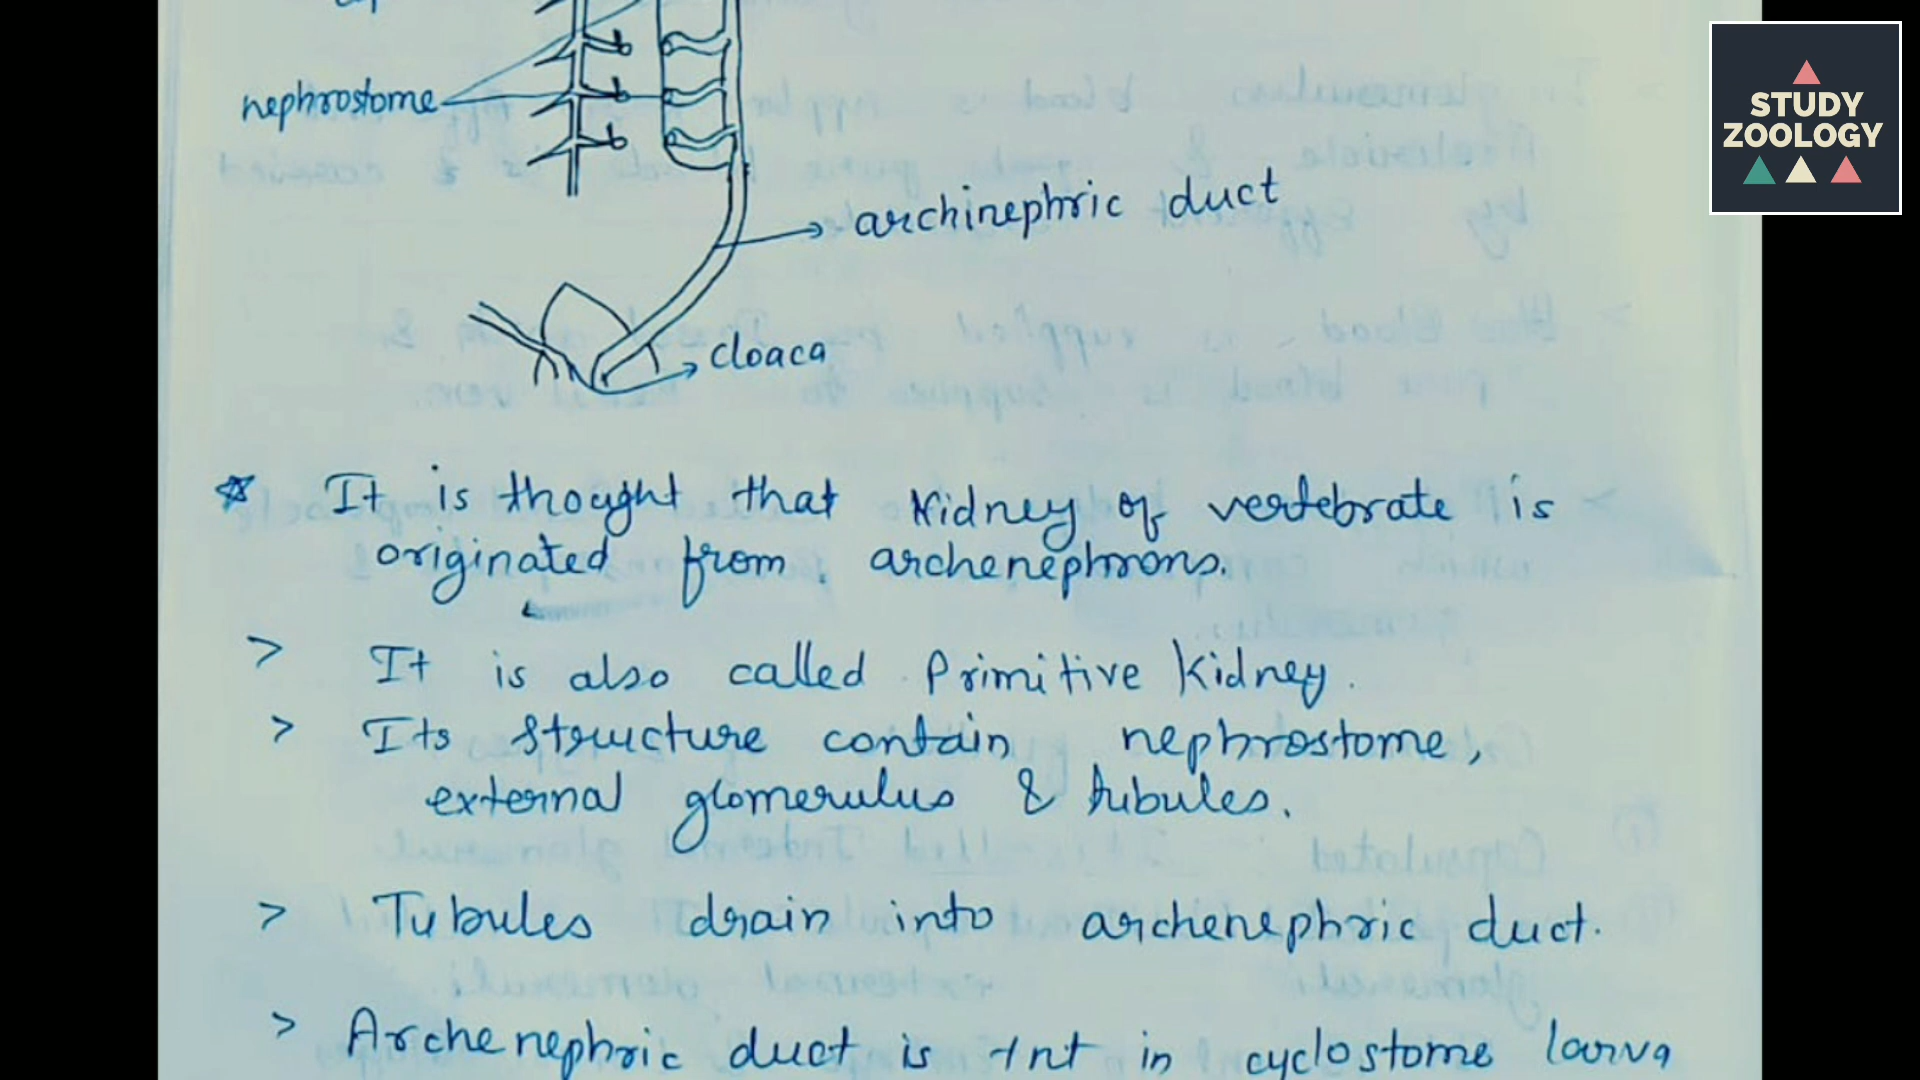 nephrostome
archinephric duct
cloaca
It is thought that Kidney of vertebrate is
originated from archenephrons.
> It is also called Primitive Kidney.
> Its structure contain nephrostome,
external glomerulus & tubules.
> Tubules drain into archenephric duct.
> Archenephric duct is +nt in cyclostome larva
STUDY
ZOOLOGY